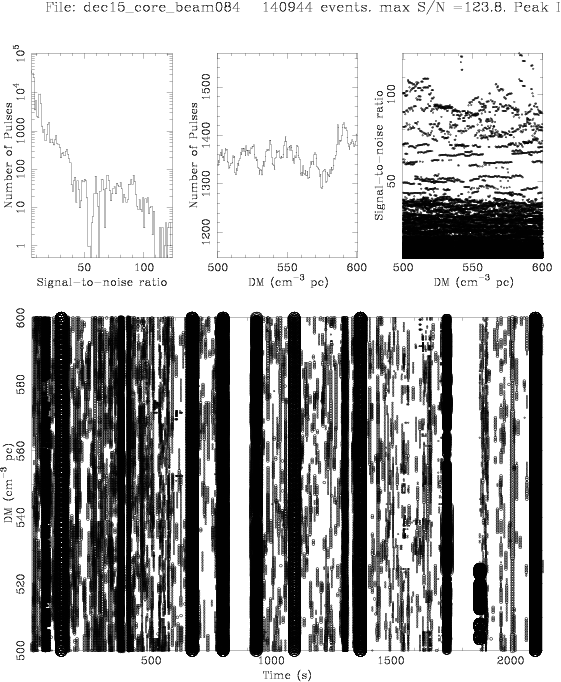 File: dec15_core_beam084 140944 events. max S/N =123.8. Peak I
10^5 10^4 1000 100 10 1
Number of Pulses
50 100
Signal-to-noise ratio
1500 1400 1300 1200
Number of Pulses
500 550 600
DM (cm^-3 pc)
100 50
Signal-to-noise ratio
500 550 600
DM (cm^-3 pc)
600 580 560 540 520 500
DM (cm^-3 pc)
500 1000 1500 2000
Time (s)